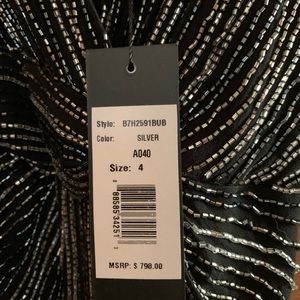 Style: B7H2591BUB
Color: SILVER
A040
Size: 4
MSRP: $ 798.00